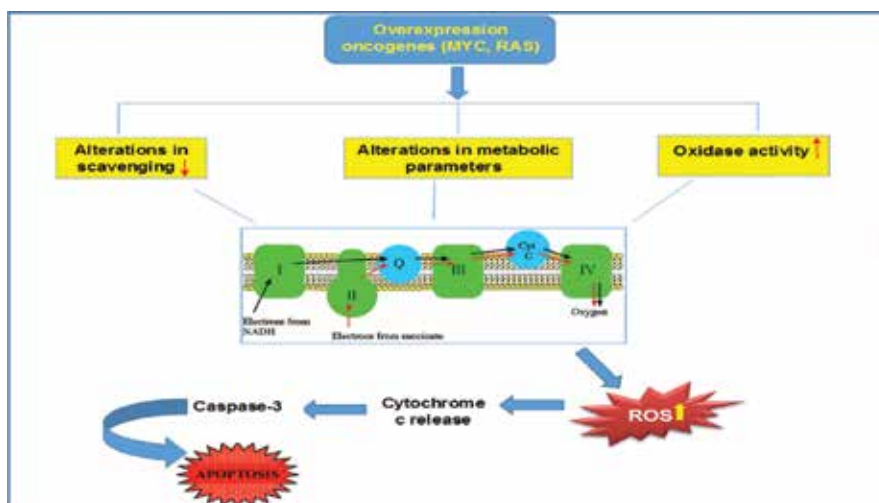 Overexpression
oncogenes (MYC, RAS)
Alterations in
scavenging ↓
Alterations in metabolic
parameters
Oxidase activity ↑
I
II
Q
III
Cyt
C
IV
Electrons from
NADH
Electrons from succinate
Oxygen
ROS ↑
Cytochrome
c release
Caspase-3
APOPTOSIS